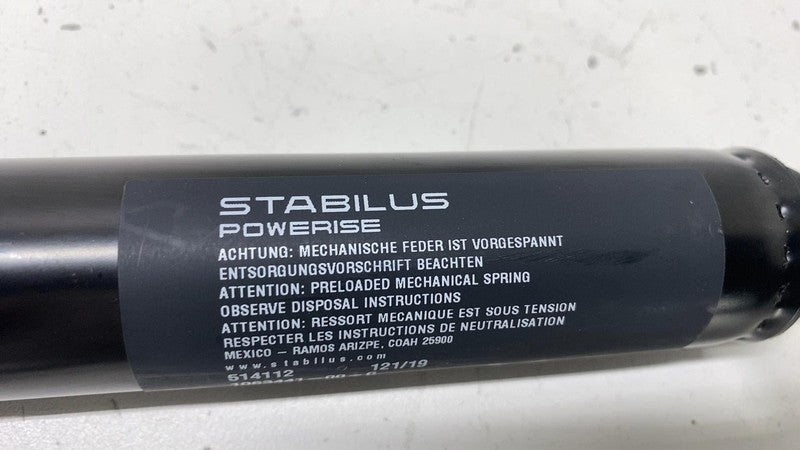 STABILUS
POWERISE
ACHTUNG: MECHANISCHE FEDER IST VORGESPANNT
ENTSORGUNGSVORSCHRIFT BEACHTEN
ATTENTION: PRELOADED MECHANICAL SPRING
OBSERVE DISPOSAL INSTRUCTIONS
ATTENTION: RESSORT MECANIQUE EST SOUS TENSION
RESPECTER LES INSTRUCTIONS DE NEUTRALISATION
MEXICO – RAMOS ARIZPE, COAH 25900
www.stabilus.com
514112 121/19